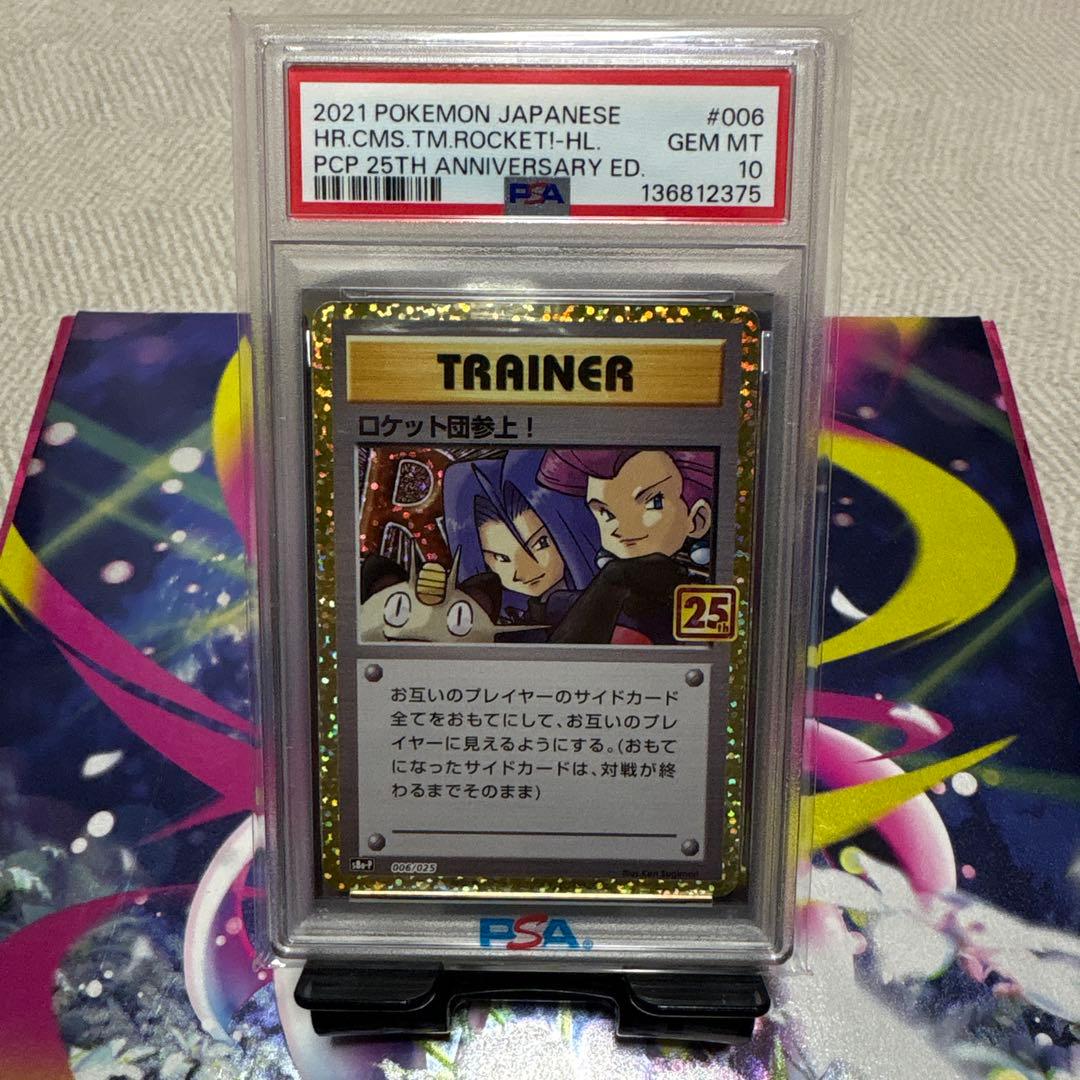 2021 POKEMON JAPANESE #006
HR.CMS.TM.ROCKET!-HL. GEM MT
PCP 25TH ANNIVERSARY ED. 10
PSA 136812375
TRAINER
ロケット団参上！
R
25th
お互いのプレイヤーのサイドカード
全てをおもてにして、お互いのプレ
イヤーに見えるようにする。(おもて
になったサイドカードは、対戦が終
わるまでそのまま)
s8a-P 006/025
Illus. Ken Sugimori
PSA®